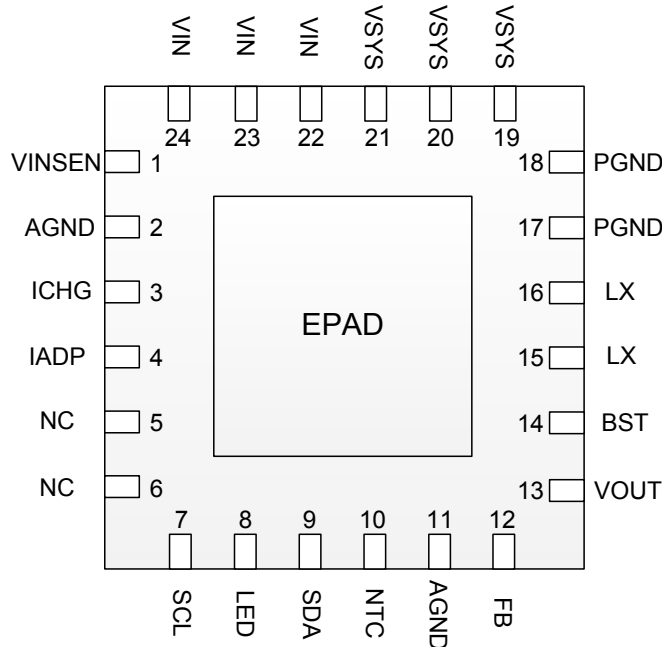 VIN VIN VIN VSYS VSYS VSYS
24 23 22 21 20 19
VINSEN 1 18 PGND
AGND 2 17 PGND
ICHG 3 16 LX
EPAD
IADP 4 15 LX
NC 5 14 BST
NC 6 13 VOUT
7 8 9 10 11 12
SCL LED SDA NTC AGND FB